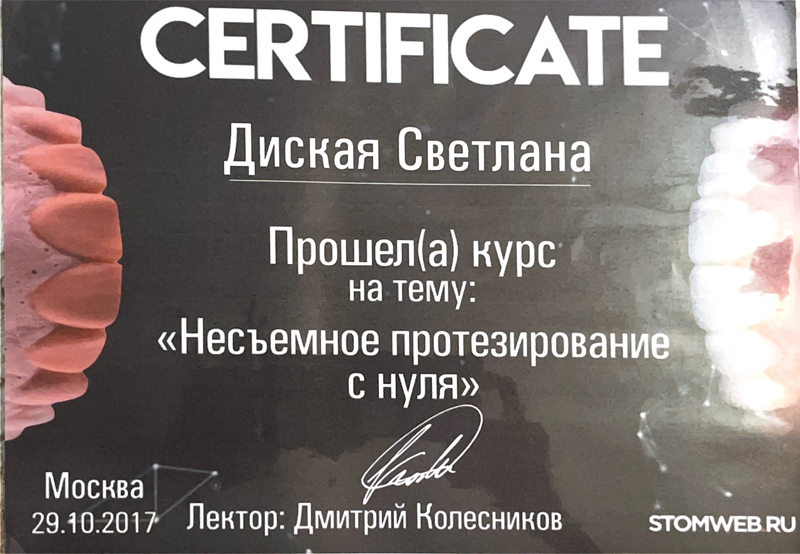 CERTIFICATE
Диская Светлана
Прошел(а) курс
на тему:
«Несъемное протезирование
с нуля»
Москва
29.10.2017
Лектор: Дмитрий Колесников
STOMWEB.RU